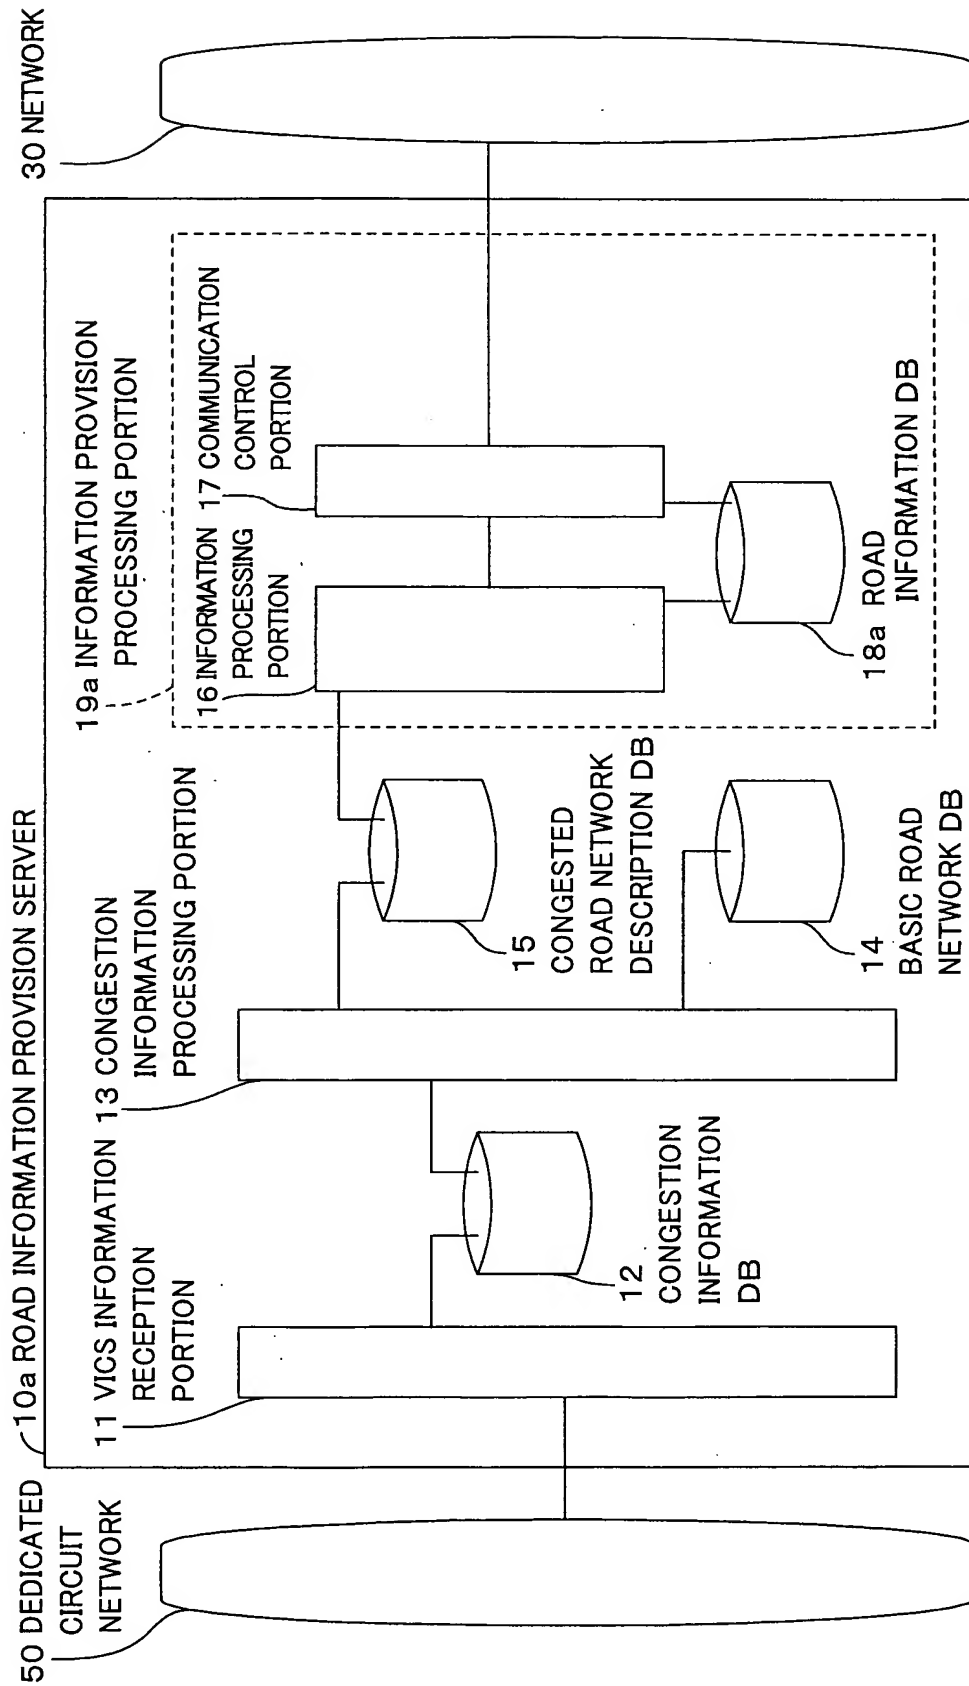 50 DEDICATED
CIRCUIT
NETWORK
10a ROAD INFORMATION PROVISION SERVER
11 VICS INFORMATION
RECEPTION
PORTION
12 CONGESTION
INFORMATION
DB
13 CONGESTION
INFORMATION
PROCESSING PORTION
15 CONGESTED
ROAD NETWORK
DESCRIPTION DB
14 BASIC ROAD
NETWORK DB
19a INFORMATION PROVISION
PROCESSING PORTION
16 INFORMATION
PROCESSING
PORTION
17 COMMUNICATION
CONTROL
PORTION
18a ROAD
INFORMATION DB
30 NETWORK